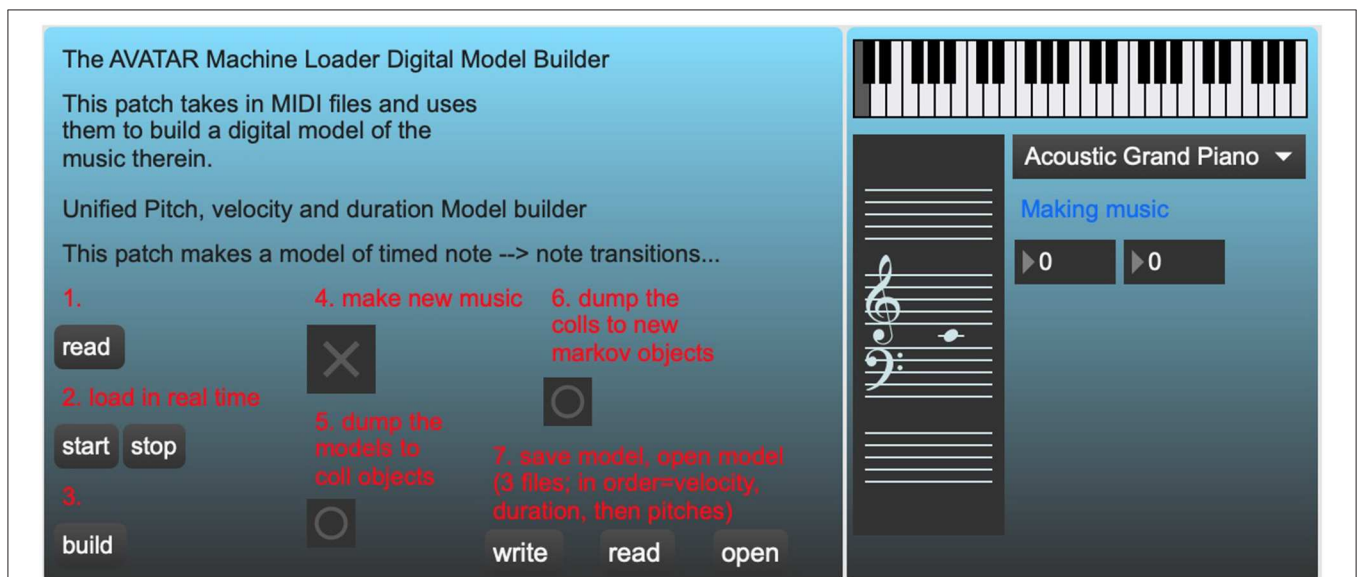 The AVATAR Machine Loader Digital Model Builder
This patch takes in MIDI files and uses
them to build a digital model of the
music therein.
Unified Pitch, velocity and duration Model builder
This patch makes a model of timed note --> note transitions...
1.
read
2. load in real time
start stop
3.
build
4. make new music
5. dump the
models to
coll objects
6. dump the
colls to new
markov objects
7. save model, open model
(3 files; in order=velocity,
duration, then pitches)
write read open
Acoustic Grand Piano
Making music
0 0